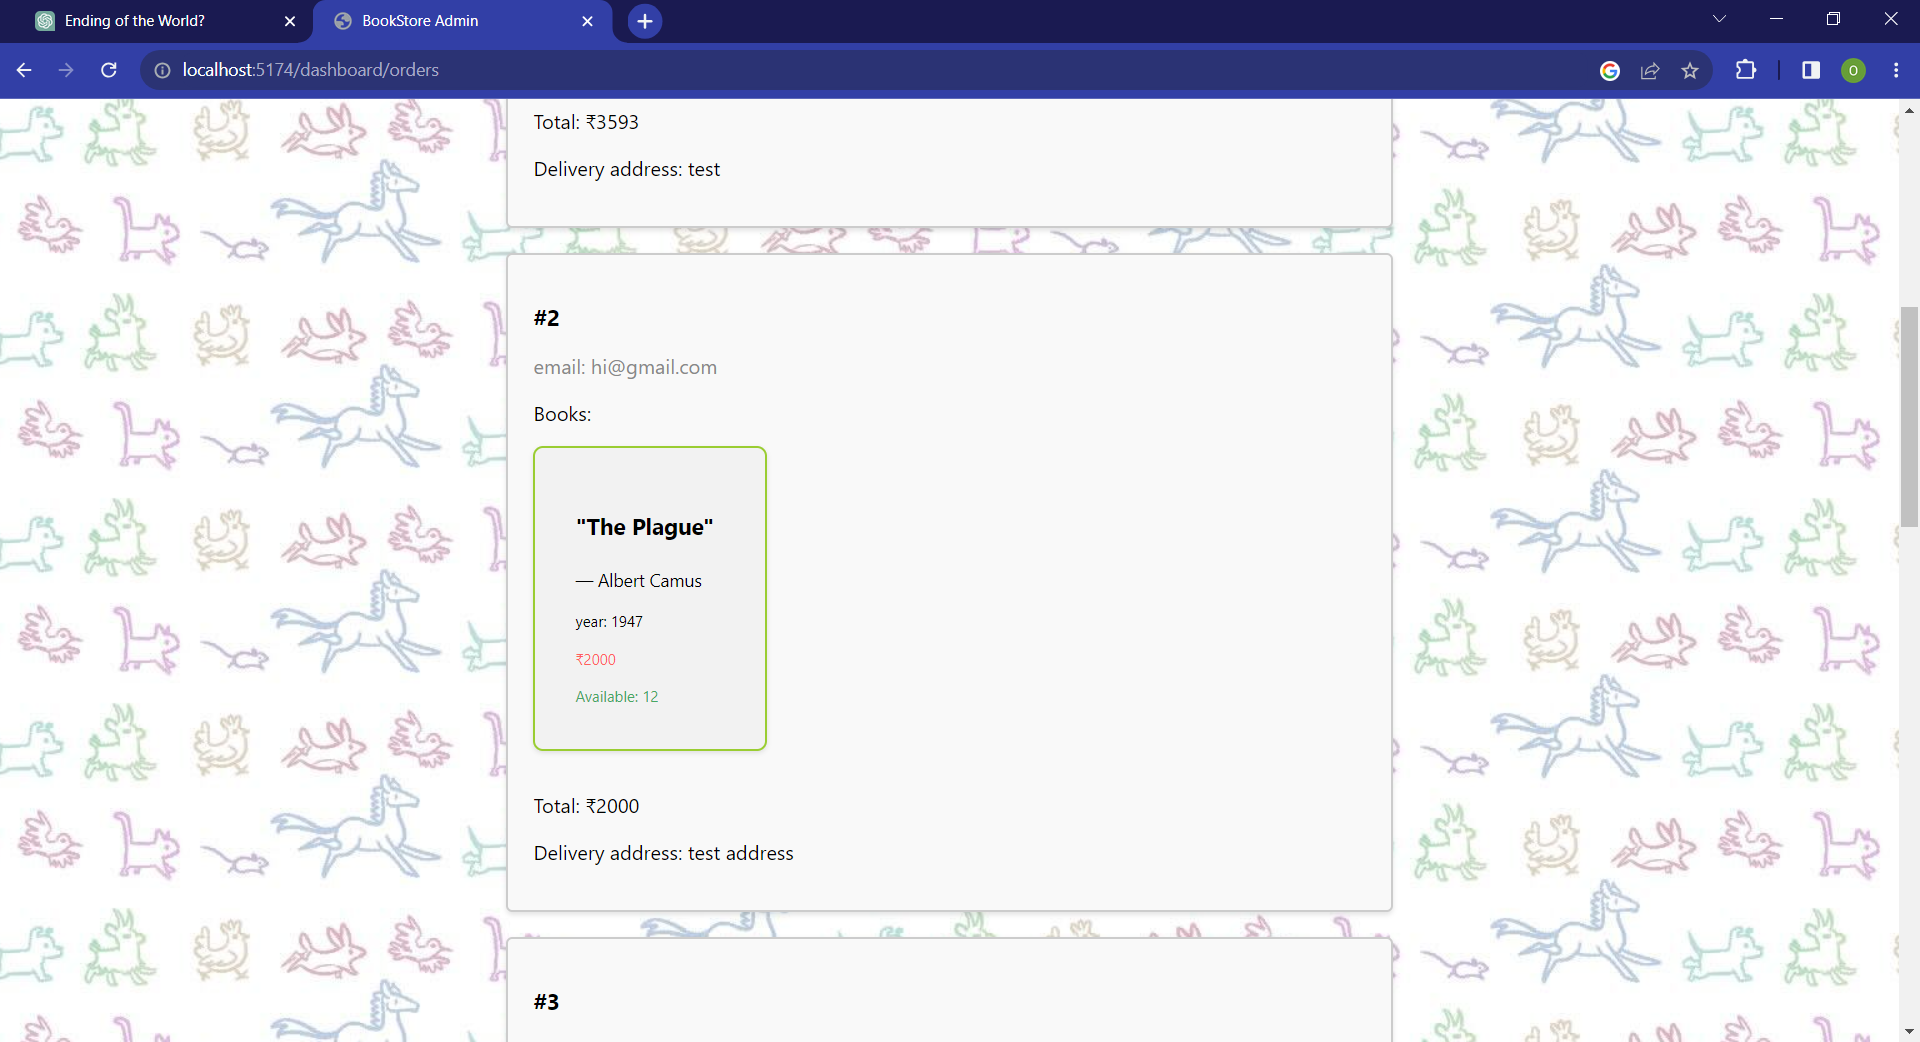 Ending of the World?
BookStore Admin
localhost:5174/dashboard/orders
O
Total: ₹3593
Delivery address: test
#2
email: hi@gmail.com
Books:
"The Plague"
— Albert Camus
year: 1947
₹2000
Available: 12
Total: ₹2000
Delivery address: test address
#3